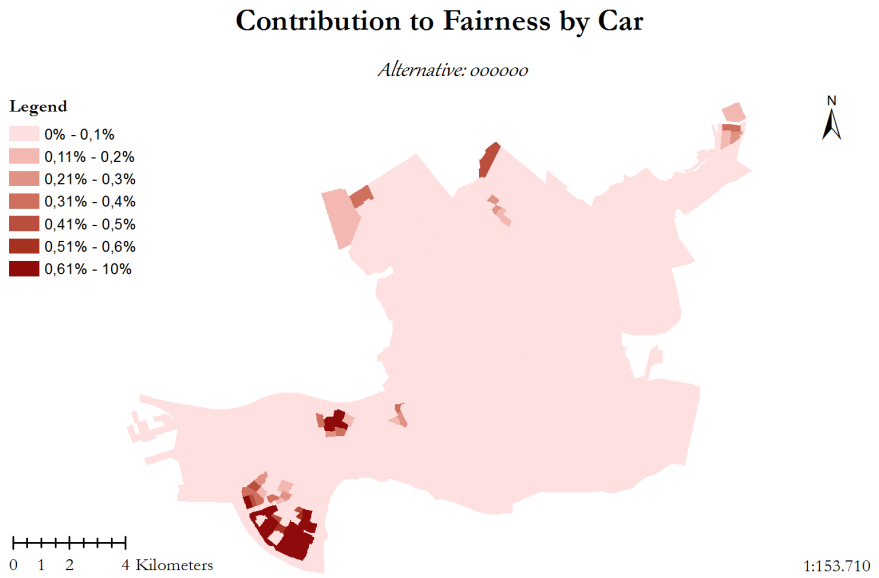 Contribution to Fairness by Car
Alternative: oooooo
Legend
0% - 0,1%
0,11% - 0,2%
0,21% - 0,3%
0,31% - 0,4%
0,41% - 0,5%
0,51% - 0,6%
0,61% - 10%
N
0 1 2 4 Kilometers
1:153.710